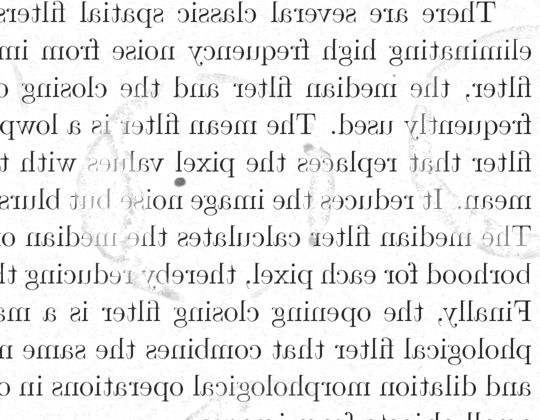 There are several classic spatial filters
eliminating high frequency noise from im
filter, the median filter and the closing o
frequently used. The mean filter is a lowp
filter that replaces the pixel values with t
mean. It reduces the image noise but blurs
The median filter calculates the median o
borhood for each pixel, thereby reducing th
Finally, the opening closing filter is a ma
phological filter that combines the same n
and dilation morphological operations in o